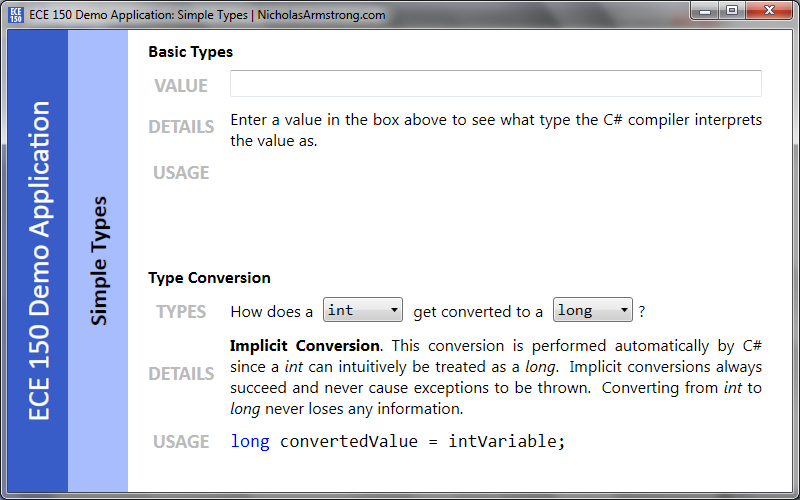 ECE 150 ECE 150 Demo Application: Simple Types | NicholasArmstrong.com
ECE 150 Demo Application
Simple Types
Basic Types
VALUE
DETAILS Enter a value in the box above to see what type the C# compiler interprets
the value as.
USAGE
Type Conversion
TYPES How does a int get converted to a long ?
Implicit Conversion. This conversion is performed automatically by C#
since a int can intuitively be treated as a long. Implicit conversions always
DETAILS
succeed and never cause exceptions to be thrown. Converting from int to
long never loses any information.
USAGE long convertedValue = intVariable;